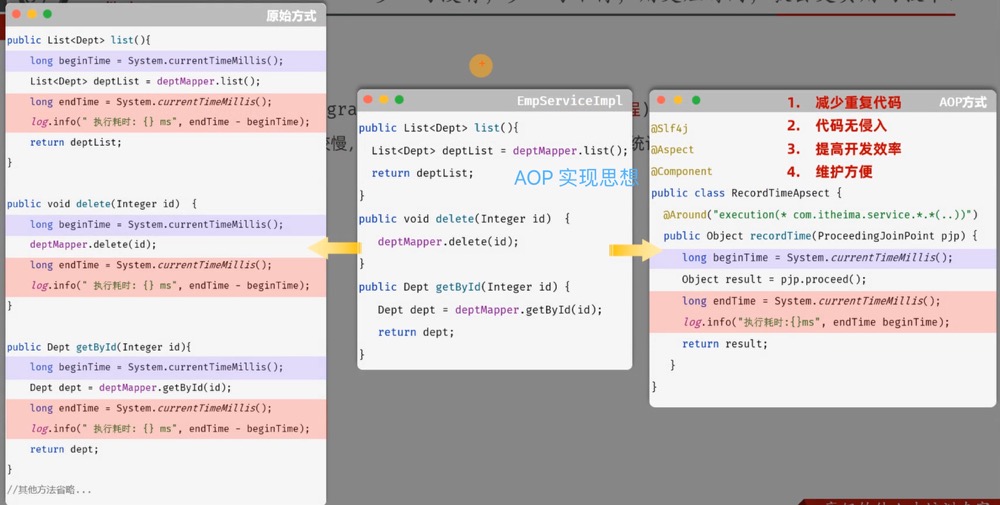 原始方式
public List<Dept> list(){
long beginTime = System.currentTimeMillis();
List<Dept> deptList = deptMapper.list();
long endTime = System.currentTimeMillis();
log.info(" 执行耗时: {} ms", endTime - beginTime);
return deptList;
}
public void delete(Integer id) {
long beginTime = System.currentTimeMillis();
deptMapper.delete(id);
long endTime = System.currentTimeMillis();
log.info(" 执行耗时: {} ms", endTime - beginTime);
}
public Dept getById(Integer id){
long beginTime = System.currentTimeMillis();
Dept dept = deptMapper.getById(id);
long endTime = System.currentTimeMillis();
log.info(" 执行耗时: {} ms", endTime - beginTime);
return dept;
}
//其他方法省略...
EmpServiceImpl
public List<Dept> list(){
List<Dept> deptList = deptMapper.list();
return deptList;
}
AOP 实现思想
public void delete(Integer id) {
deptMapper.delete(id);
}
public Dept getById(Integer id) {
Dept dept = deptMapper.getById(id);
return dept;
}
AOP方式
1. 减少重复代码
2. 代码无侵入
3. 提高开发效率
4. 维护方便
@Slf4j
@Aspect
@Component
public class RecordTimeApsect {
@Around("execution(* com.itheima.service.*.*(..))")
public Object recordTime(ProceedingJoinPoint pjp) {
long beginTime = System.currentTimeMillis();
Object result = pjp.proceed();
long endTime = System.currentTimeMillis();
log.info("执行耗时:{}ms", endTime beginTime);
return result;
}
}